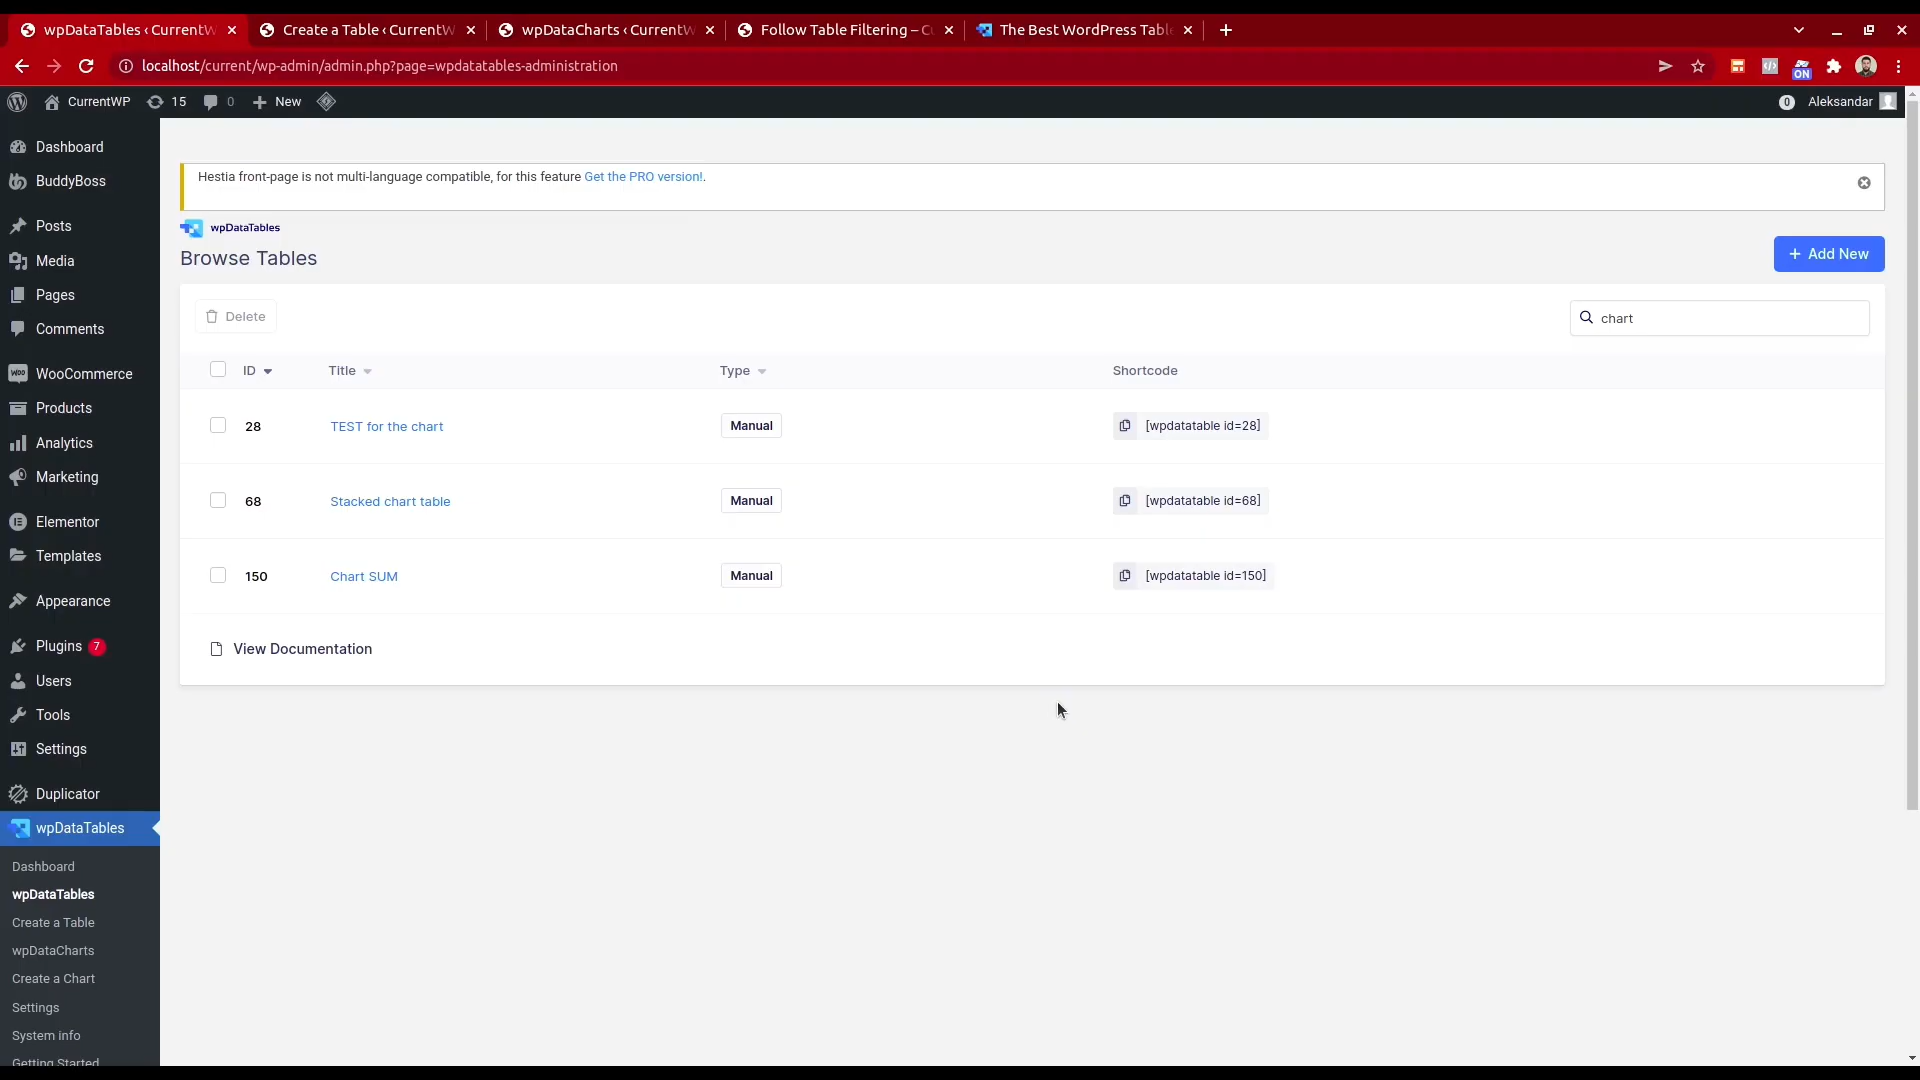 wpDataTables ‹ CurrentW
Create a Table ‹ CurrentW
wpDataCharts ‹ CurrentW
Follow Table Filtering – Cu
The Best WordPress Table
localhost/current/wp-admin/admin.php?page=wpdatatables-administration
ON
CurrentWP
15
0
New
0
Aleksandar
Dashboard
BuddyBoss
Posts
Media
Pages
Comments
WooCommerce
Products
Analytics
Marketing
Elementor
Templates
Appearance
Plugins 7
Users
Tools
Settings
Duplicator
wpDataTables
Dashboard
wpDataTables
Create a Table
wpDataCharts
Create a Chart
Settings
System info
Getting Started
Hestia front-page is not multi-language compatible, for this feature Get the PRO version!.
wpDataTables
Browse Tables
+ Add New
Delete
chart
ID Title Type Shortcode
28 TEST for the chart Manual [wpdatatable id=28]
68 Stacked chart table Manual [wpdatatable id=68]
150 Chart SUM Manual [wpdatatable id=150]
View Documentation